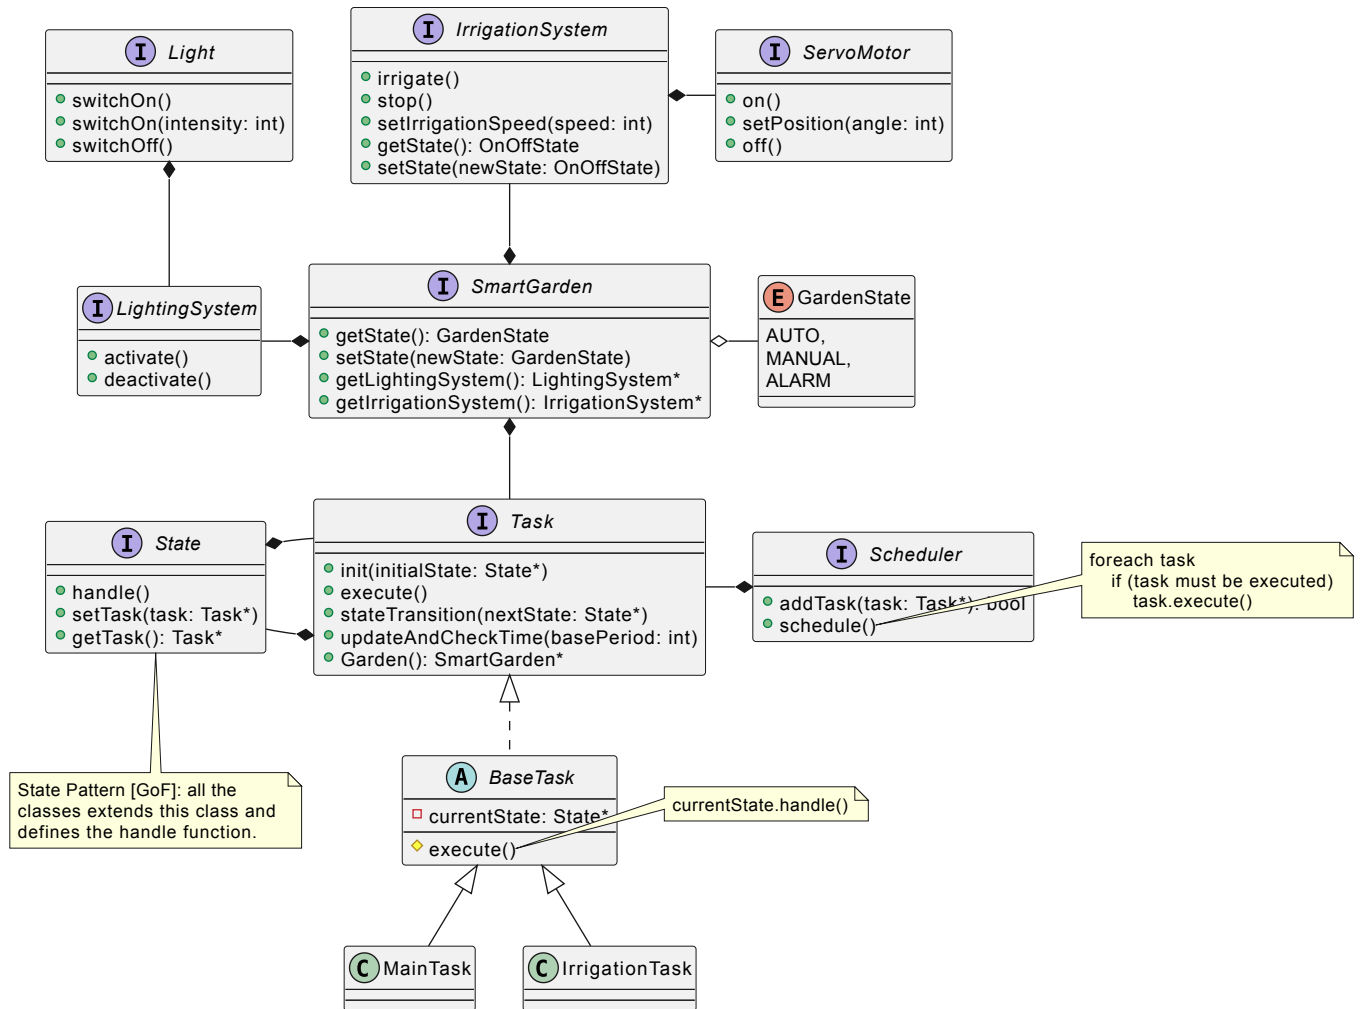 I Light
switchOn()
switchOn(intensity: int)
switchOff()
I IrrigationSystem
irrigate()
stop()
setIrrigationSpeed(speed: int)
getState(): OnOffState
setState(newState: OnOffState)
I ServoMotor
on()
setPosition(angle: int)
off()
I LightingSystem
activate()
deactivate()
I SmartGarden
getState(): GardenState
setState(newState: GardenState)
getLightingSystem(): LightingSystem*
getIrrigationSystem(): IrrigationSystem*
E GardenState
AUTO,
MANUAL,
ALARM
I State
handle()
setTask(task: Task*)
getTask(): Task*
I Task
init(initialState: State*)
execute()
stateTransition(nextState: State*)
updateAndCheckTime(basePeriod: int)
Garden(): SmartGarden*
I Scheduler
addTask(task: Task*): bool
schedule()
foreach task
if (task must be executed)
task.execute()
State Pattern [GoF]: all the
classes extends this class and
defines the handle function.
A BaseTask
currentState: State*
execute()
currentState.handle()
C MainTask
C IrrigationTask